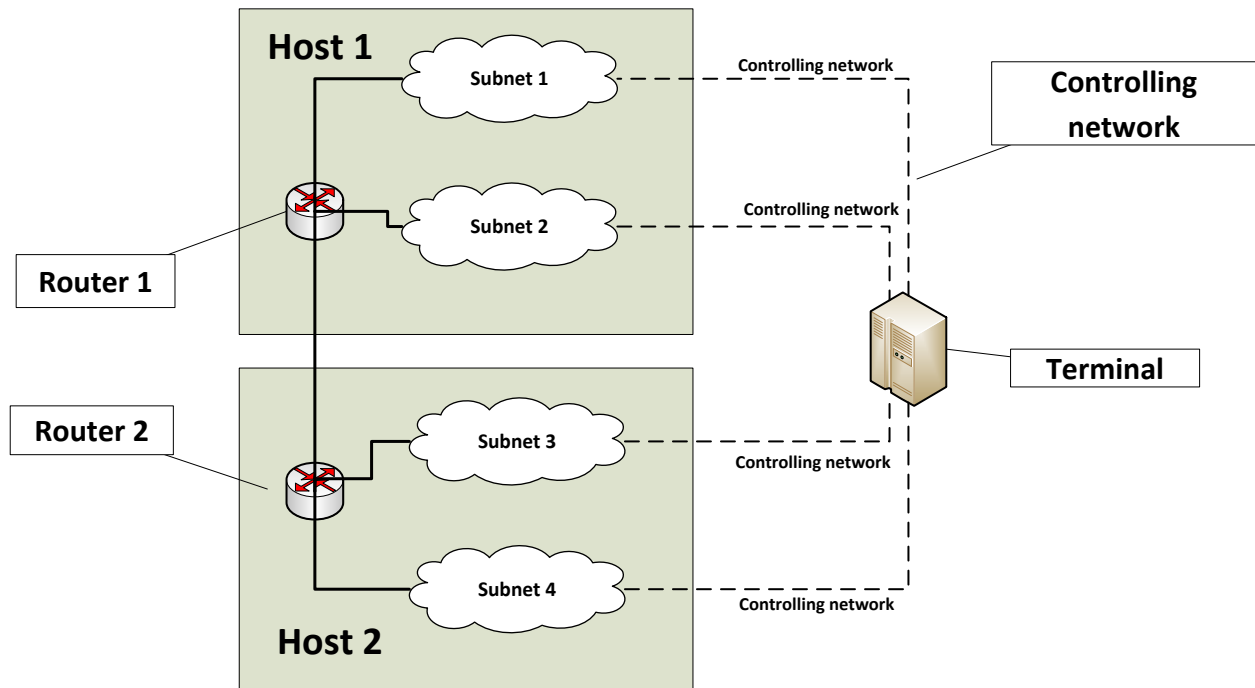 Host 1
Subnet 1
Controlling network
Controlling
network
Subnet 2
Controlling network
Router 1
Terminal
Router 2
Subnet 3
Controlling network
Subnet 4
Controlling network
Host 2